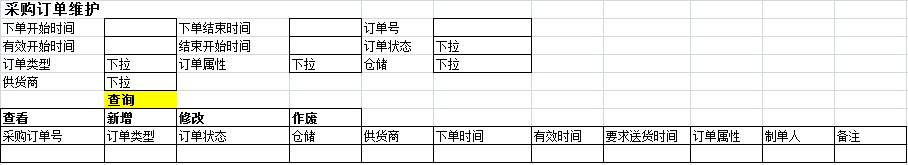 采购订单维护
下单开始时间 下单结束时间 订单号
有效开始时间 结束开始时间 订单状态 下拉
订单类型 下拉 订单属性 下拉 仓储 下拉
供货商 下拉
查询
查看 新增 修改 作废
采购订单号 订单类型 订单状态 仓储 供货商 下单时间 有效时间 要求送货时间 订单属性 制单人 备注